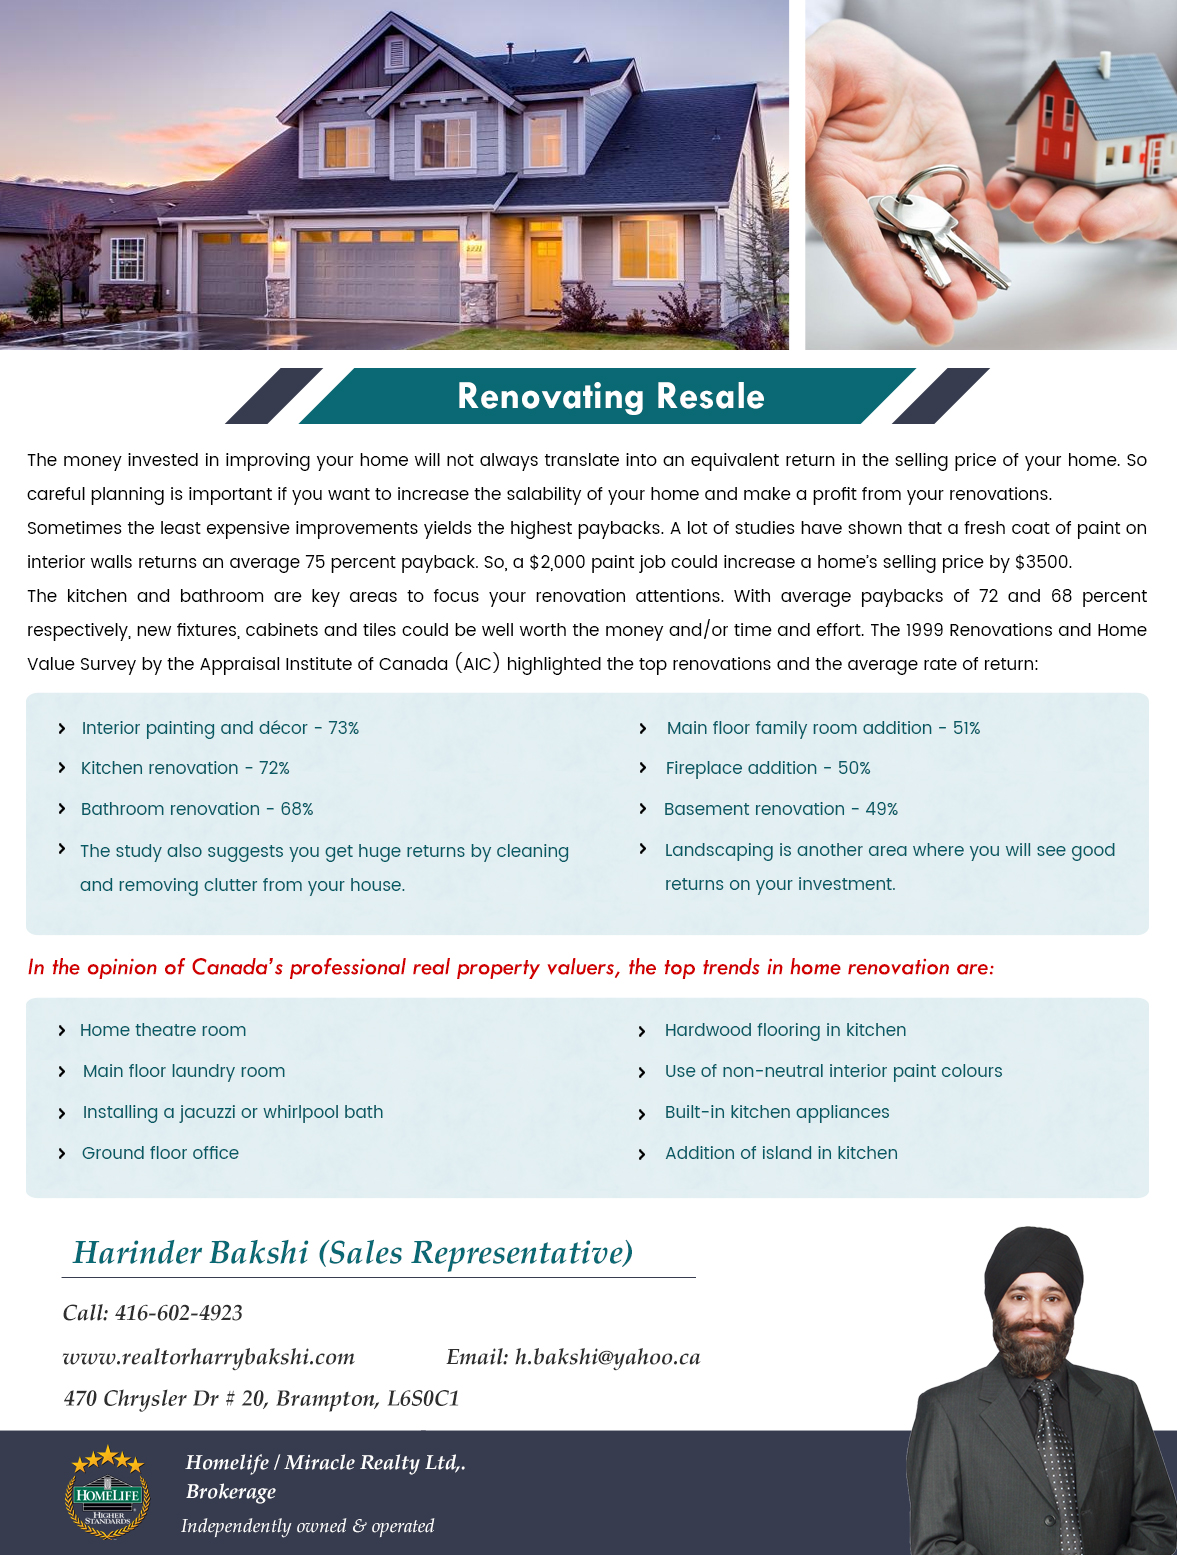 Renovating Resale
The money invested in improving your home will not always translate into an equivalent return in the selling price of your home. So
careful planning is important if you want to increase the salability of your home and make a profit from your renovations.
Sometimes the least expensive improvements yields the highest paybacks. A lot of studies have shown that a fresh coat of paint on
interior walls returns an average 75 percent payback. So, a $2,000 paint job could increase a home's selling price by $3500.
The kitchen and bathroom are key areas to focus your renovation attentions. With average paybacks of 72 and 68 percent
respectively, new fixtures, cabinets and tiles could be well worth the money and/or time and effort. The 1999 Renovations and Home
Value Survey by the Appraisal Institute of Canada (AIC) highlighted the top renovations and the average rate of return:
Interior painting and décor - 73%
Kitchen renovation - 72%
Bathroom renovation - 68%
The study also suggests you get huge returns by cleaning
and removing clutter from your house.
Main floor family room addition - 51%
Fireplace addition - 50%
Basement renovation - 49%
Landscaping is another area where you will see good
returns on your investment.
In the opinion of Canada's professional real property valuers, the top trends in home renovation are:
Home theatre room
Main floor laundry room
Installing a jacuzzi or whirlpool bath
Ground floor office
Hardwood flooring in kitchen
Use of non-neutral interior paint colours
Built-in kitchen appliances
Addition of island in kitchen
Harinder Bakshi (Sales Representative)
Call: 416-602-4923
www.realtorharrybakshi.com Email: h.bakshi@yahoo.ca
470 Chrysler Dr # 20, Brampton, L6S0C1
HOMELIFE
HIGHER
STANDARDS
Homelife / Miracle Realty Ltd,.
Brokerage
Independently owned & operated